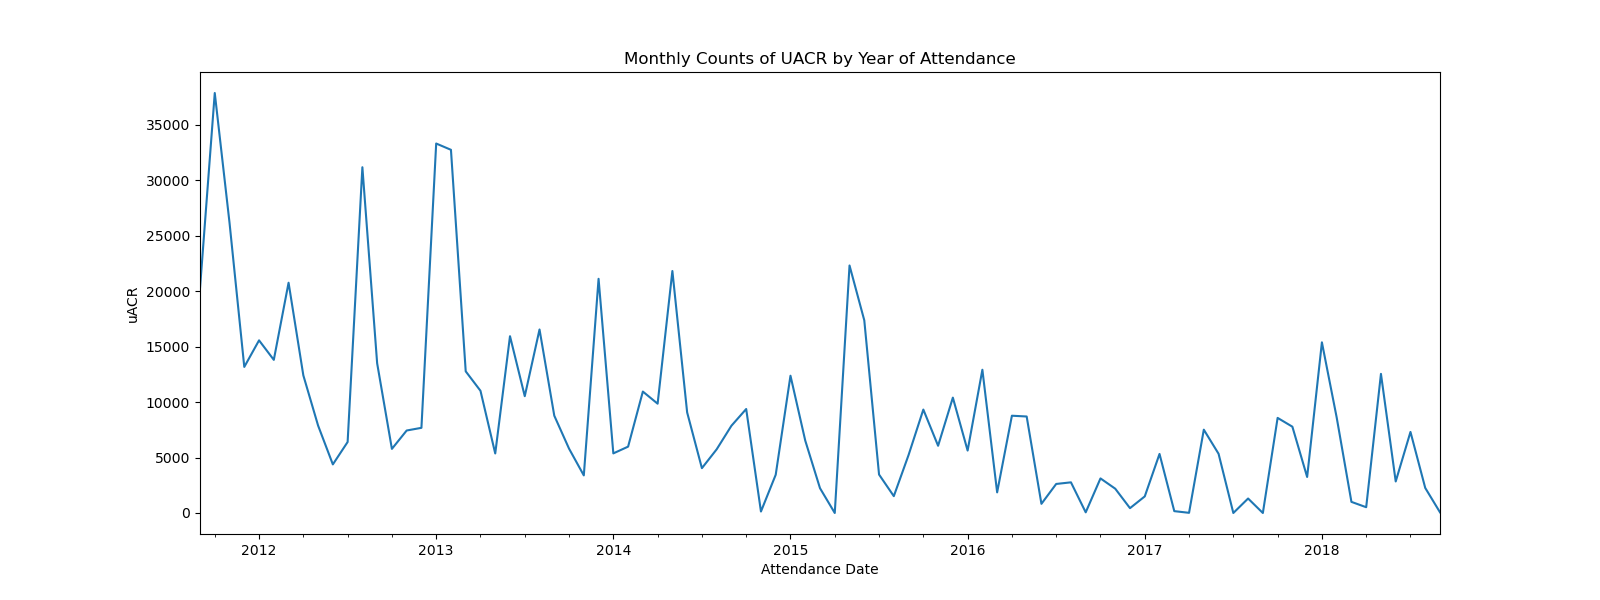 Monthly Counts of UACR by Year of Attendance
35000
30000
25000
20000
15000
10000
5000
0
uACR
2012 2013 2014 2015 2016 2017 2018
Attendance Date